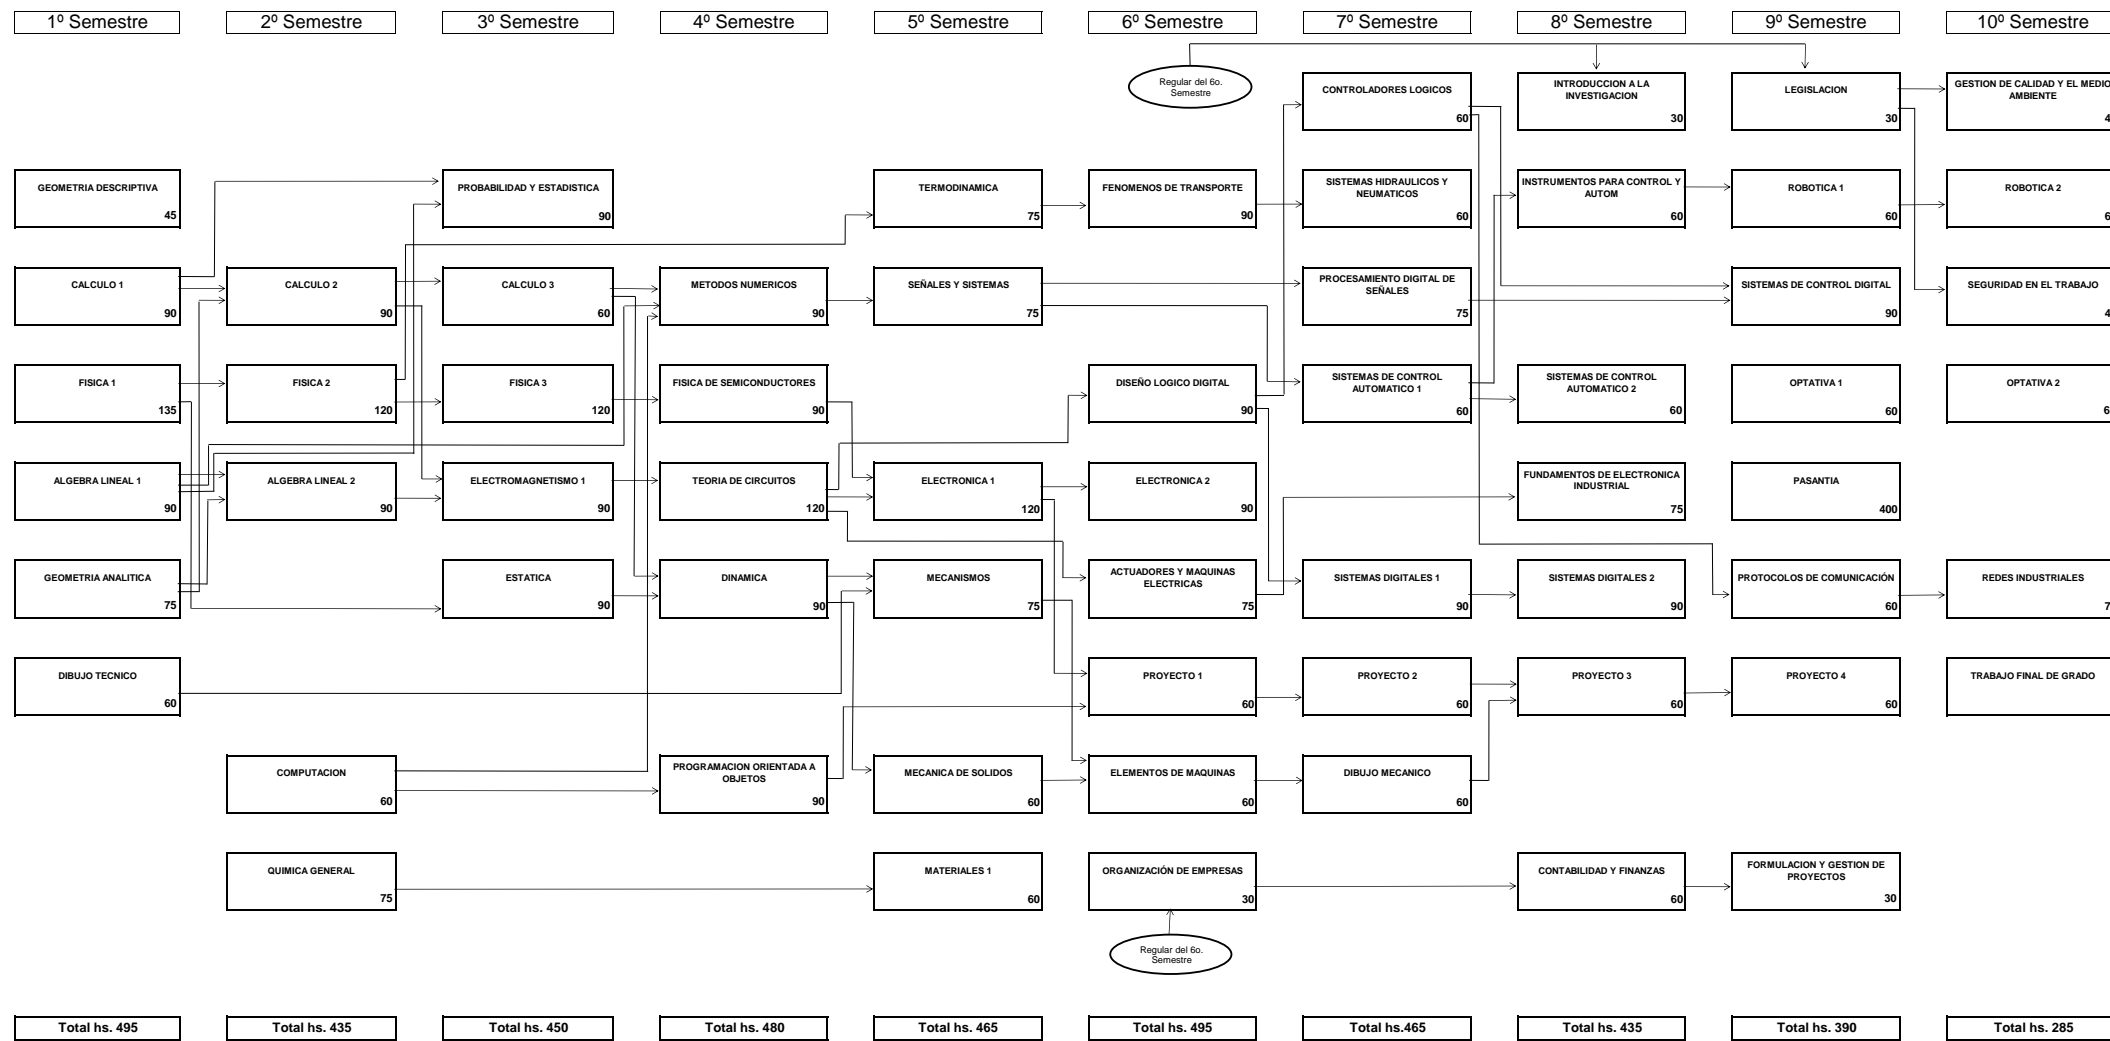 1º Semestre
2º Semestre
3º Semestre
4º Semestre
5º Semestre
6º Semestre
7º Semestre
8º Semestre
9º Semestre
10º Semestre
Regular del 6o.
Semestre
CONTROLADORES LOGICOS
60
INTRODUCCION A LA
INVESTIGACION
30
LEGISLACION
30
GESTION DE CALIDAD Y EL MEDIO
AMBIENTE
4
GEOMETRIA DESCRIPTIVA
45
PROBABILIDAD Y ESTADISTICA
90
TERMODINAMICA
75
FENOMENOS DE TRANSPORTE
90
SISTEMAS HIDRAULICOS Y
NEUMATICOS
60
INSTRUMENTOS PARA CONTROL Y
AUTOM
60
ROBOTICA 1
60
ROBOTICA 2
6
CALCULO 1
90
CALCULO 2
90
CALCULO 3
60
METODOS NUMERICOS
90
SEÑALES Y SISTEMAS
75
PROCESAMIENTO DIGITAL DE
SEÑALES
75
SISTEMAS DE CONTROL DIGITAL
90
SEGURIDAD EN EL TRABAJO
4
FISICA 1
135
FISICA 2
120
FISICA 3
120
FISICA DE SEMICONDUCTORES
90
DISEÑO LOGICO DIGITAL
90
SISTEMAS DE CONTROL
AUTOMATICO 1
60
SISTEMAS DE CONTROL
AUTOMATICO 2
60
OPTATIVA 1
60
OPTATIVA 2
6
ALGEBRA LINEAL 1
90
ALGEBRA LINEAL 2
90
ELECTROMAGNETISMO 1
90
TEORIA DE CIRCUITOS
120
ELECTRONICA 1
120
ELECTRONICA 2
90
FUNDAMENTOS DE ELECTRONICA
INDUSTRIAL
75
PASANTIA
400
GEOMETRIA ANALITICA
75
ESTATICA
90
DINAMICA
90
MECANISMOS
75
ACTUADORES Y MAQUINAS
ELECTRICAS
75
SISTEMAS DIGITALES 1
90
SISTEMAS DIGITALES 2
90
PROTOCOLOS DE COMUNICACIÓN
60
REDES INDUSTRIALES
7
DIBUJO TECNICO
60
PROYECTO 1
60
PROYECTO 2
60
PROYECTO 3
60
PROYECTO 4
60
TRABAJO FINAL DE GRADO
COMPUTACION
60
PROGRAMACION ORIENTADA A
OBJETOS
90
MECANICA DE SOLIDOS
60
ELEMENTOS DE MAQUINAS
60
DIBUJO MECANICO
60
QUIMICA GENERAL
75
MATERIALES 1
60
ORGANIZACIÓN DE EMPRESAS
30
CONTABILIDAD Y FINANZAS
60
FORMULACION Y GESTION DE
PROYECTOS
30
Regular del 6o.
Semestre
Total hs. 495
Total hs. 435
Total hs. 450
Total hs. 480
Total hs. 465
Total hs. 495
Total hs.465
Total hs. 435
Total hs. 390
Total hs. 285